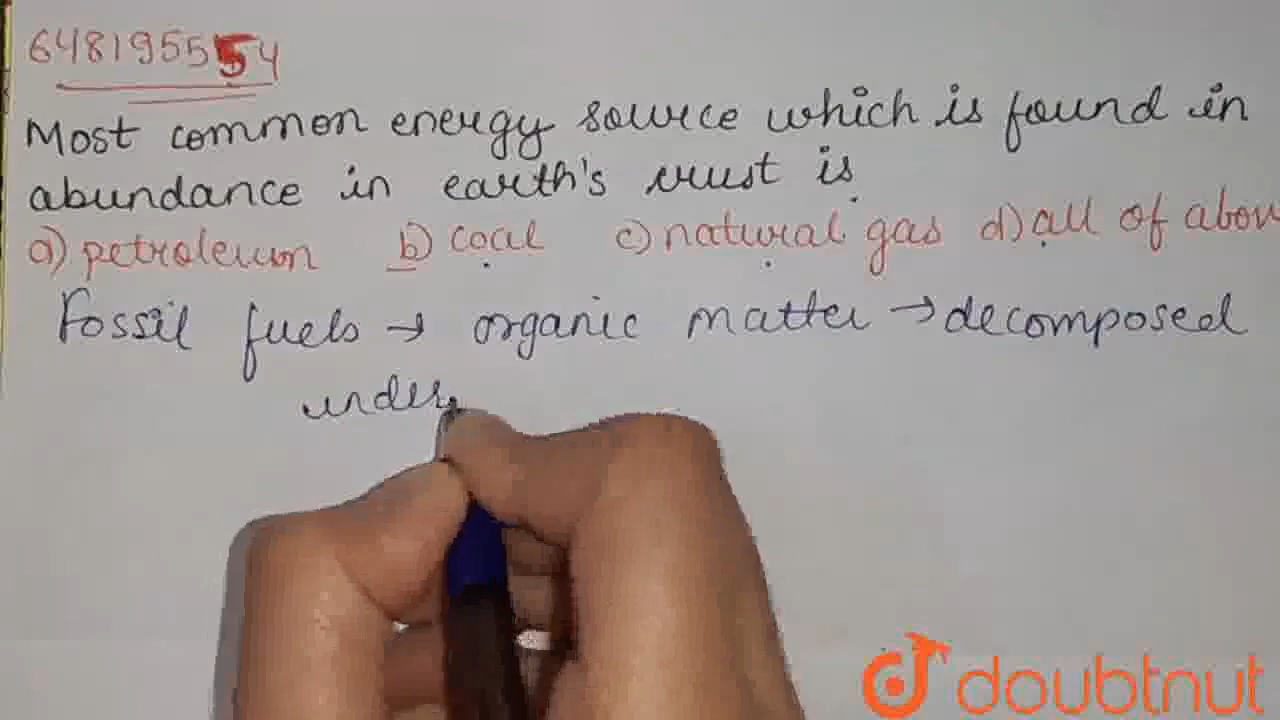 648195554
Most common energy source which is found in
abundance in earth's crust is
a) petroleum b) coal c) natural gas d) all of abov
Fossil fuels → organic matter → decomposed
under
doubtnut